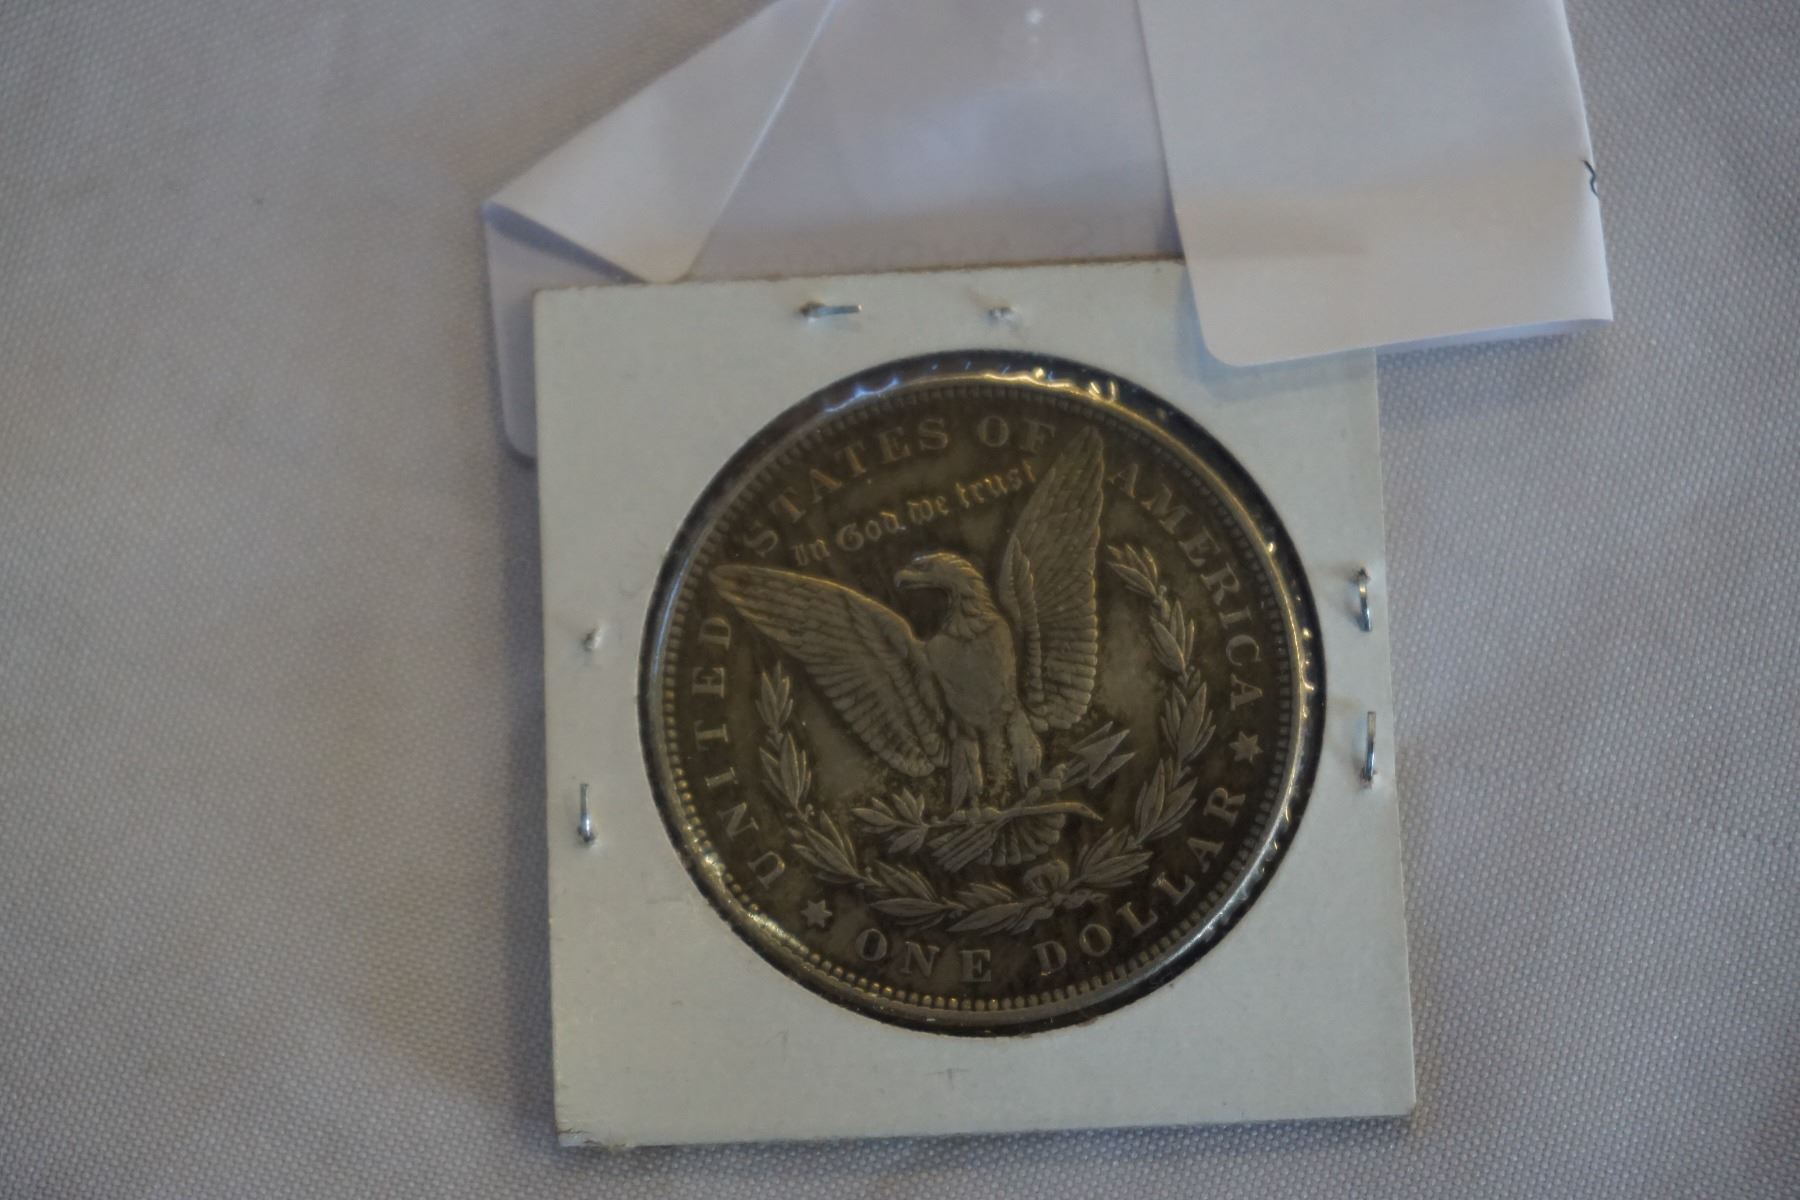 UNITED STATES OF AMERICA
In God we trust
ONE DOLLAR